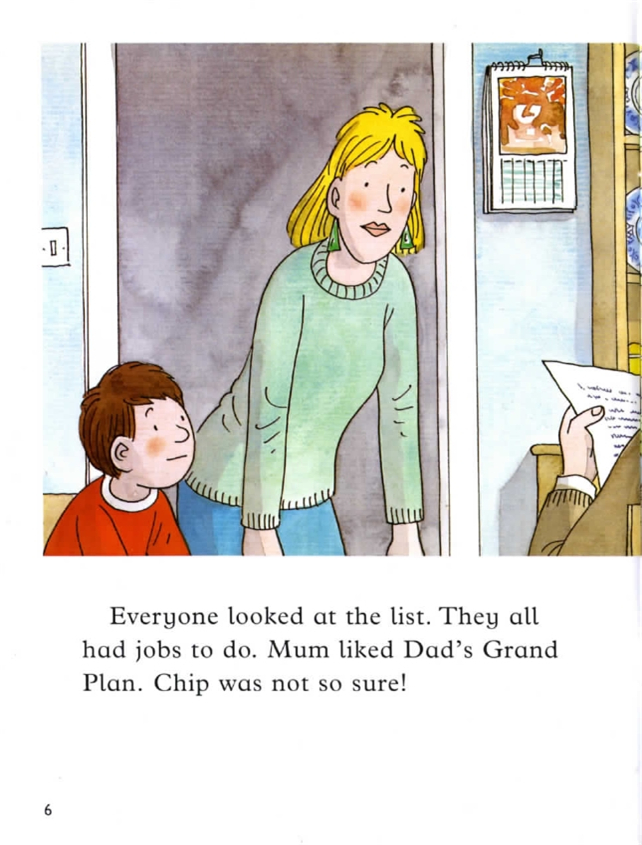 Everyone looked at the list. They all
had jobs to do. Mum liked Dad's Grand
Plan. Chip was not so sure!
6